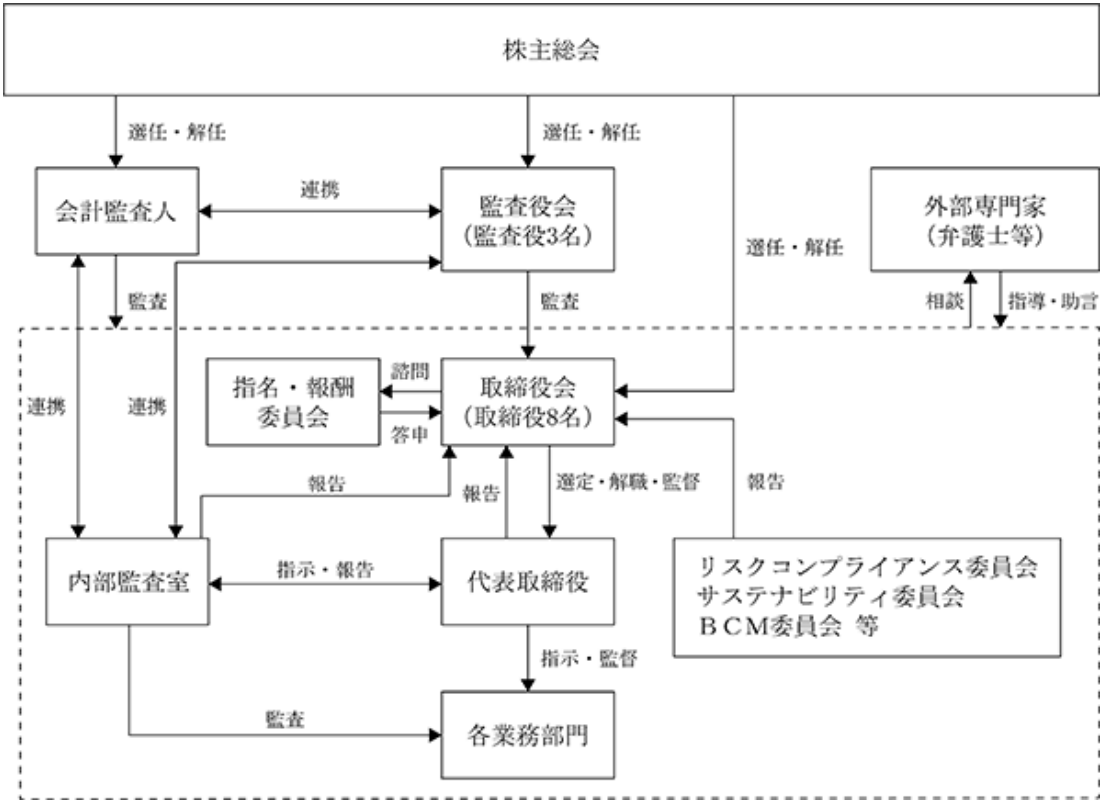 株主総会
選任・解任
選任・解任
会計監査人
連携
監査役会
(監査役3名)
外部専門家
(弁護士等)
選任・解任
監査
監査
相談
指導・助言
指名・報酬
委員会
諮問
答申
取締役会
(取締役8名)
連携
連携
報告
報告
選定・解職・監督
報告
内部監査室
指示・報告
代表取締役
リスクコンプライアンス委員会
サステナビリティ委員会
ＢＣＭ委員会 等
指示・監督
監査
各業務部門